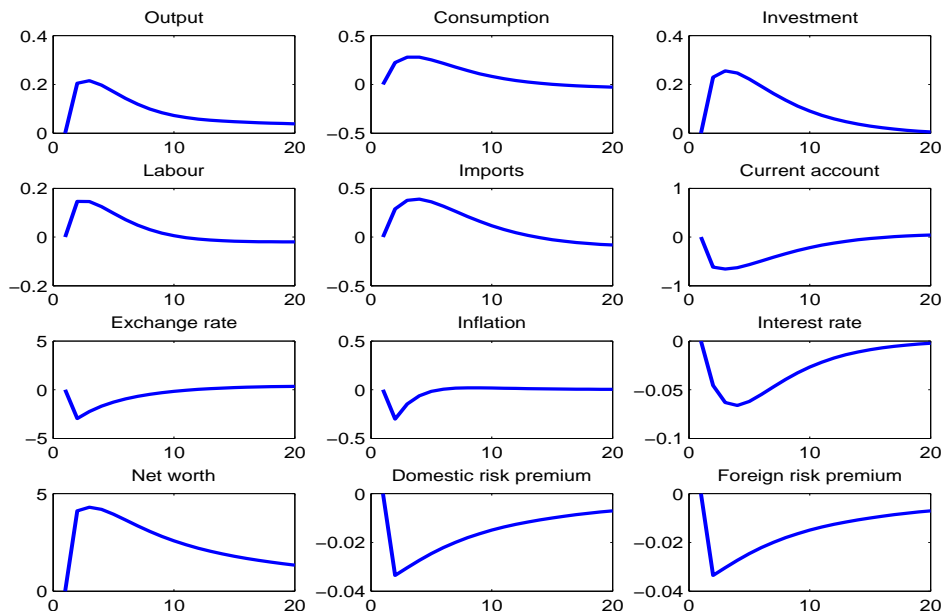 Output
Consumption
Investment
0.4
0.2
0
0 10 20
0.5
0
−0.5
0 10 20
0.4
0.2
0
0 10 20
Labour
Imports
Current account
0.2
0
−0.2
0 10 20
0.5
0
−0.5
0 10 20
1
0
−1
0 10 20
Exchange rate
Inflation
Interest rate
5
0
−5
0 10 20
0.5
0
−0.5
0 10 20
0
−0.05
−0.1
0 10 20
Net worth
Domestic risk premium
Foreign risk premium
5
0
0 10 20
0
−0.02
−0.04
0 10 20
0
−0.02
−0.04
0 10 20